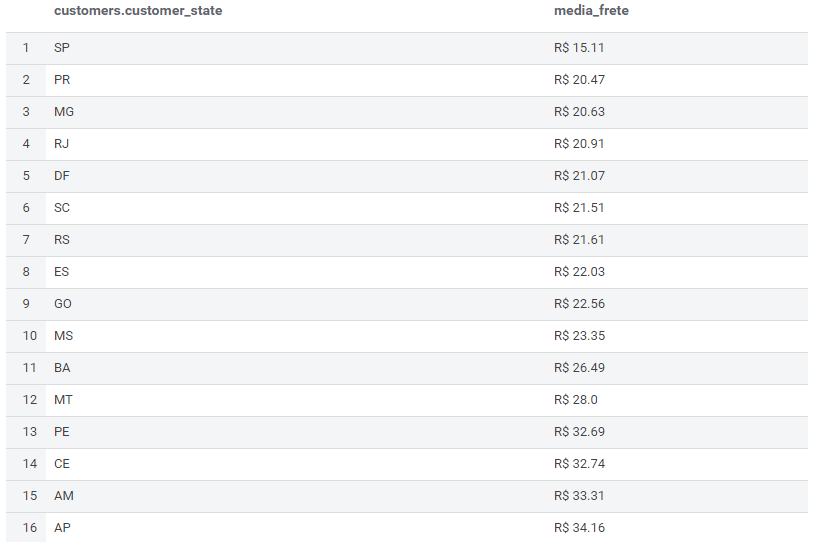 customers.customer_state media_frete
1 SP R$ 15.11
2 PR R$ 20.47
3 MG R$ 20.63
4 RJ R$ 20.91
5 DF R$ 21.07
6 SC R$ 21.51
7 RS R$ 21.61
8 ES R$ 22.03
9 GO R$ 22.56
10 MS R$ 23.35
11 BA R$ 26.49
12 MT R$ 28.0
13 PE R$ 32.69
14 CE R$ 32.74
15 AM R$ 33.31
16 AP R$ 34.16